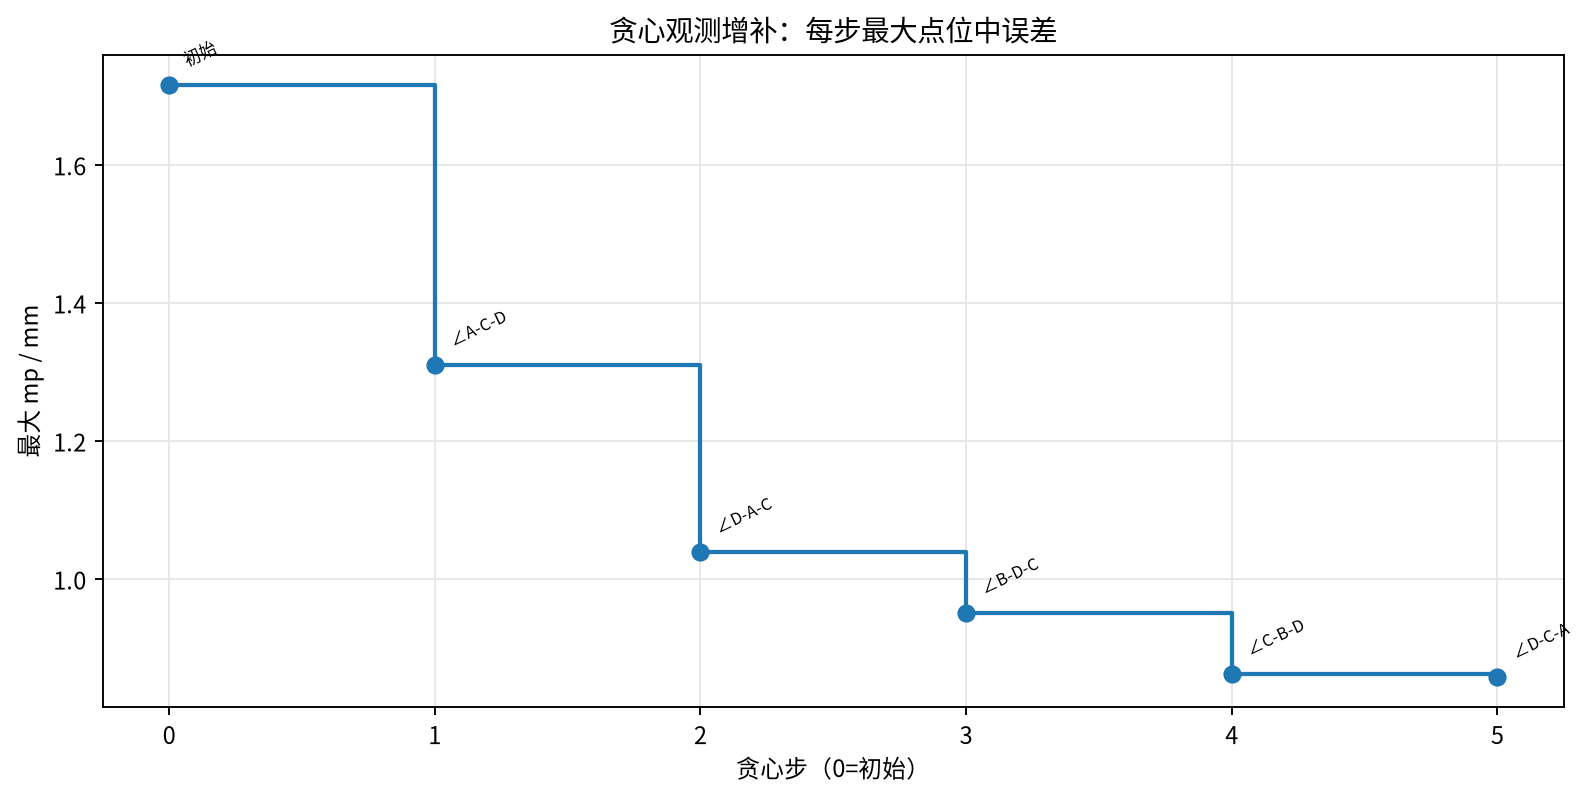 贪心观测增补：每步最大点位中误差
初始
1.6
∠A-C-D
1.4
最大 mp / mm
1.2
∠D-A-C
∠B-D-C
1.0
∠C-B-D
∠D-C-A
0 1 2 3 4 5
贪心步（0=初始）